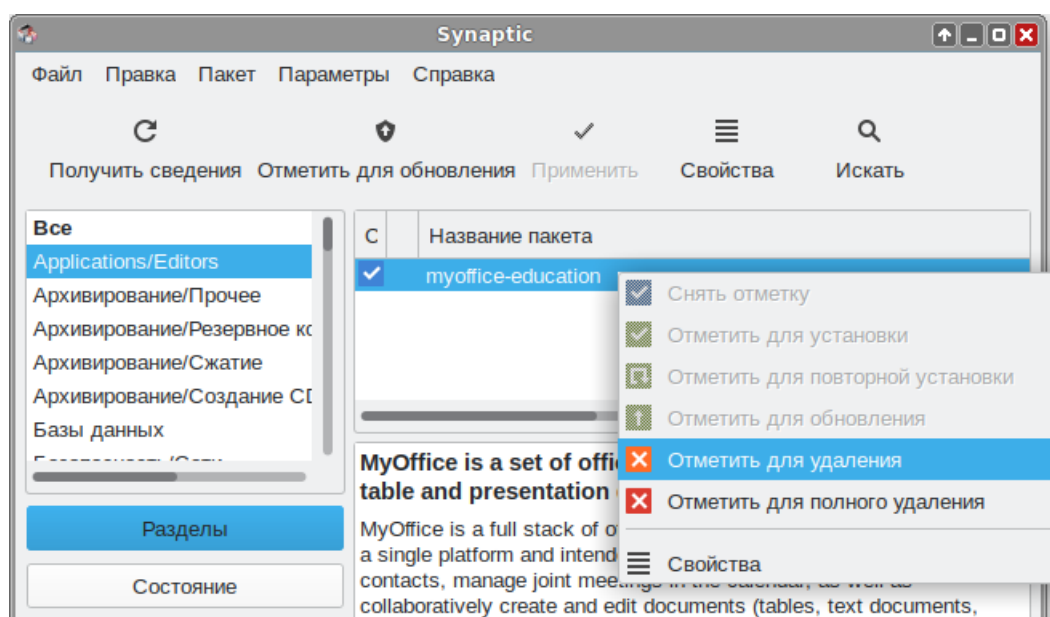 Synaptic
Файл Правка Пакет Параметры Справка
Получить сведения Отметить для обновления Применить Свойства Искать
Все
Applications/Editors
Архивирование/Прочее
Архивирование/Резервное ко
Архивирование/Сжатие
Архивирование/Создание CD
Базы данных
Разделы
Состояние
С Название пакета
myoffice-education
Снять отметку
Отметить для установки
Отметить для повторной установки
Отметить для обновления
Отметить для удаления
Отметить для полного удаления
Свойства
MyOffice is a set of offi
table and presentation
MyOffice is a full stack of o
a single platform and intend
contacts, manage joint meetings in the calendar, as well as
collaboratively create and edit documents (tables, text documents,